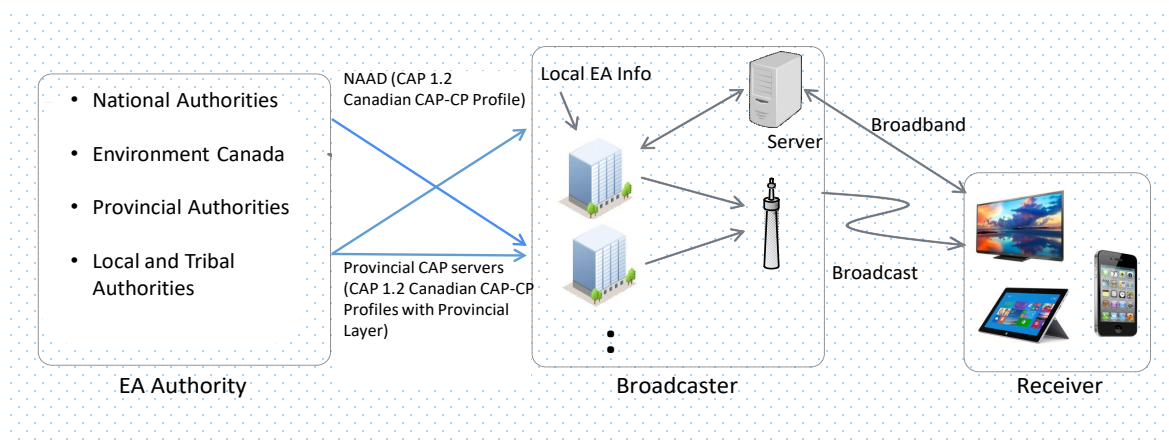 • National Authorities
• Environment Canada
• Provincial Authorities
• Local and Tribal
Authorities
EA Authority
NAAD (CAP 1.2
Canadian CAP-CP Profile)
Provincial CAP servers
(CAP 1.2 Canadian CAP-CP
Profiles with Provincial
Layer)
Local EA Info
Server
Broadcaster
Broadband
Broadcast
Receiver